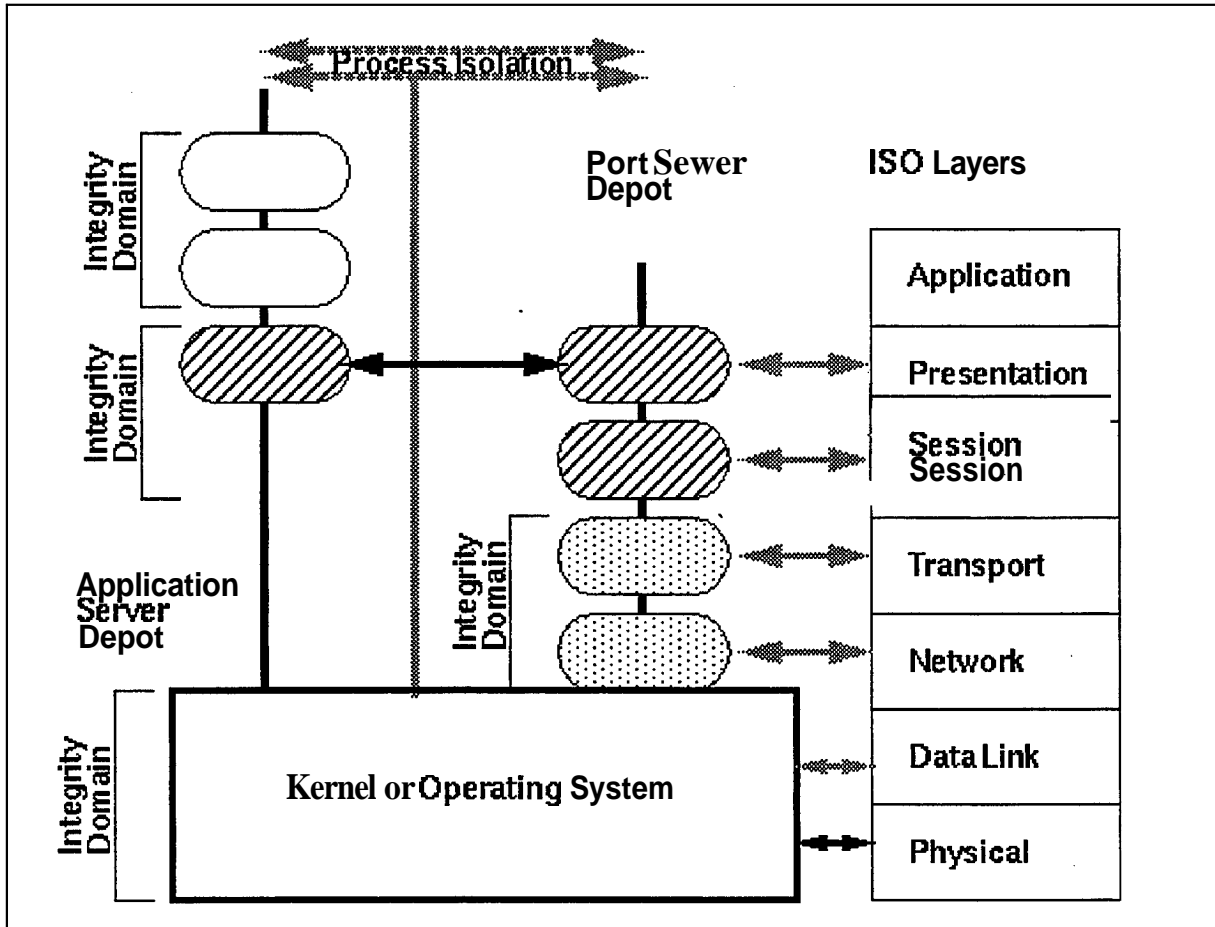 Process Isolation
Integrity
Domain
Port Sewer
Depot
ISO Layers
Application
Integrity
Domain
Presentation
Session
Session
Integrity
Domain
Transport
Application
Server
Depot
Network
Integrity
Domain
Kernel or Operating System
Data Link
Physical